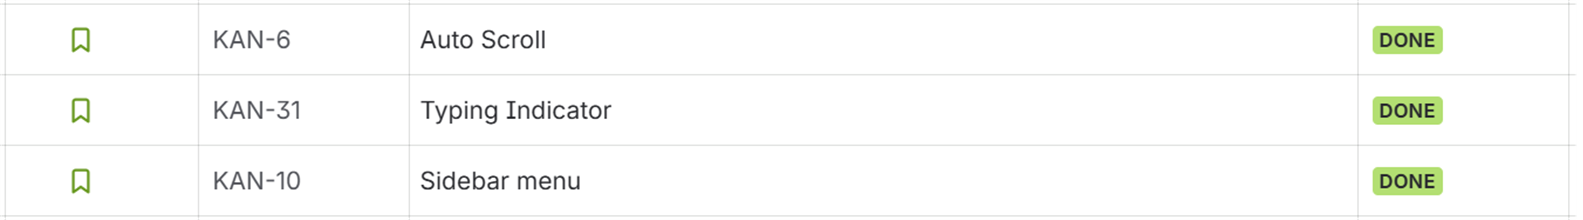 KAN-6 Auto Scroll DONE
KAN-31 Typing Indicator DONE
KAN-10 Sidebar menu DONE